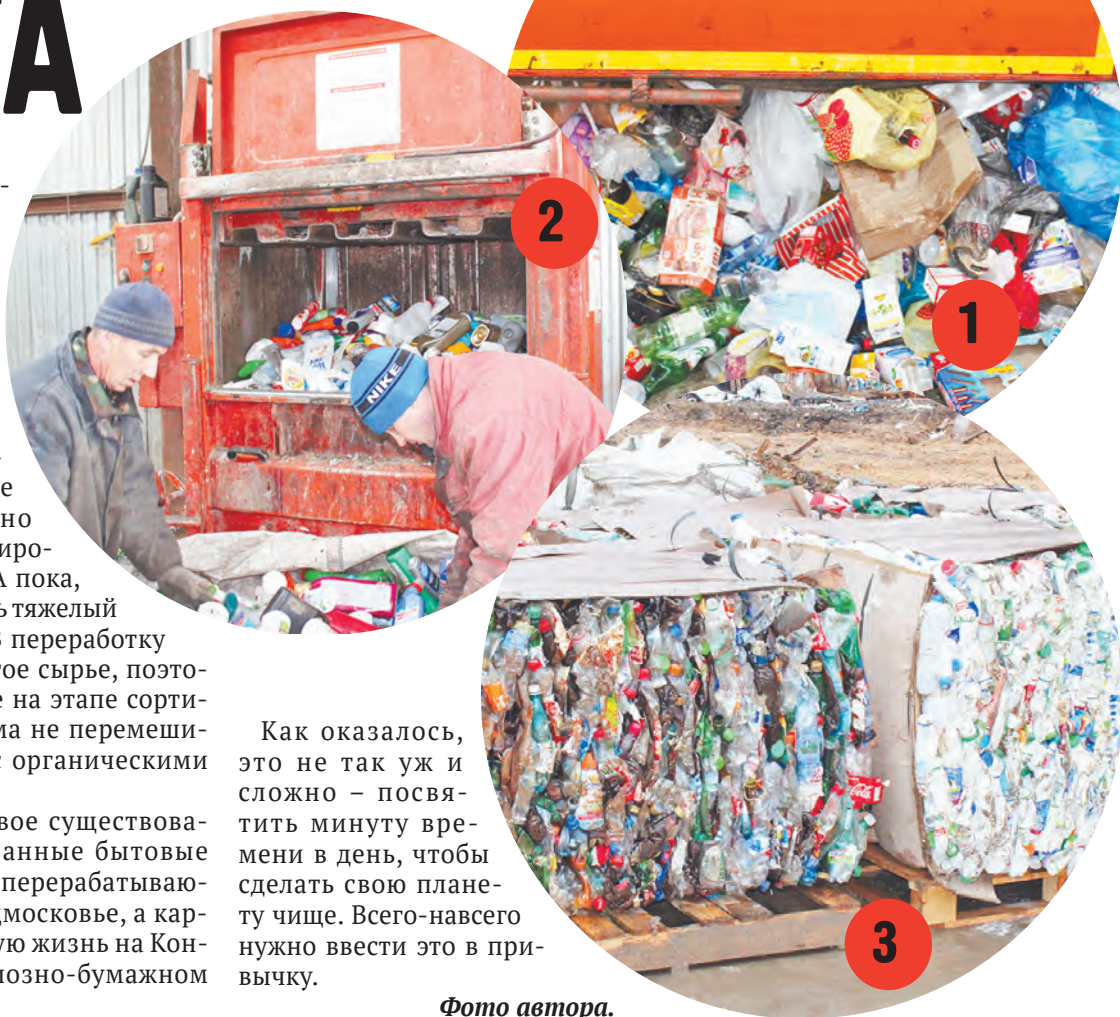 А
2
1
NIKE
-
е
но
иро-
А пока,
ь тяжелый
В переработку
тое сырье, поэто-
е на этапе сорти-
ма не перемеши-
с органическими
вое существова-
анные бытовые
перерабатываю-
дмосковье, а кар-
ую жизнь на Кон-
лозно-бумажном
Как оказалось,
это не так уж и
сложно – посвя-
тить минуту вре-
мени в день, чтобы
сделать свою плане-
ту чище. Всего-навсего
нужно ввести это в при-
вычку.
Cola
3
Фото автора.